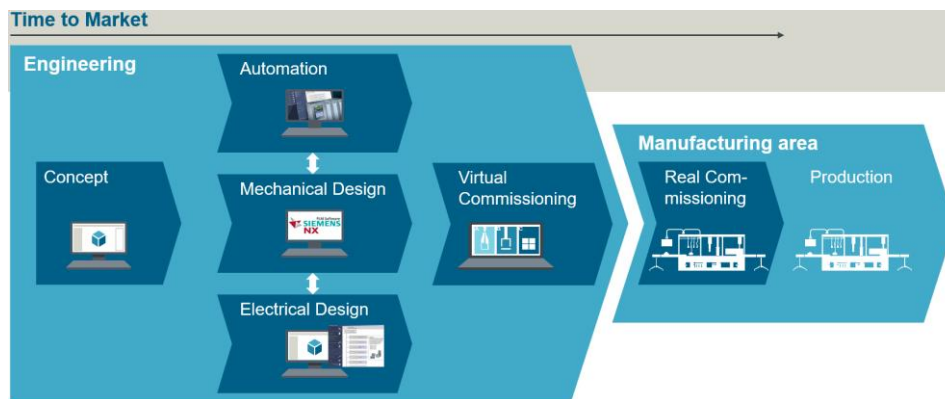 Time to Market
Engineering
Automation
Concept
Mechanical Design
SIEMENS
NX
Electrical Design
Virtual
Commissioning
Manufacturing area
Real Com-
missioning
Production